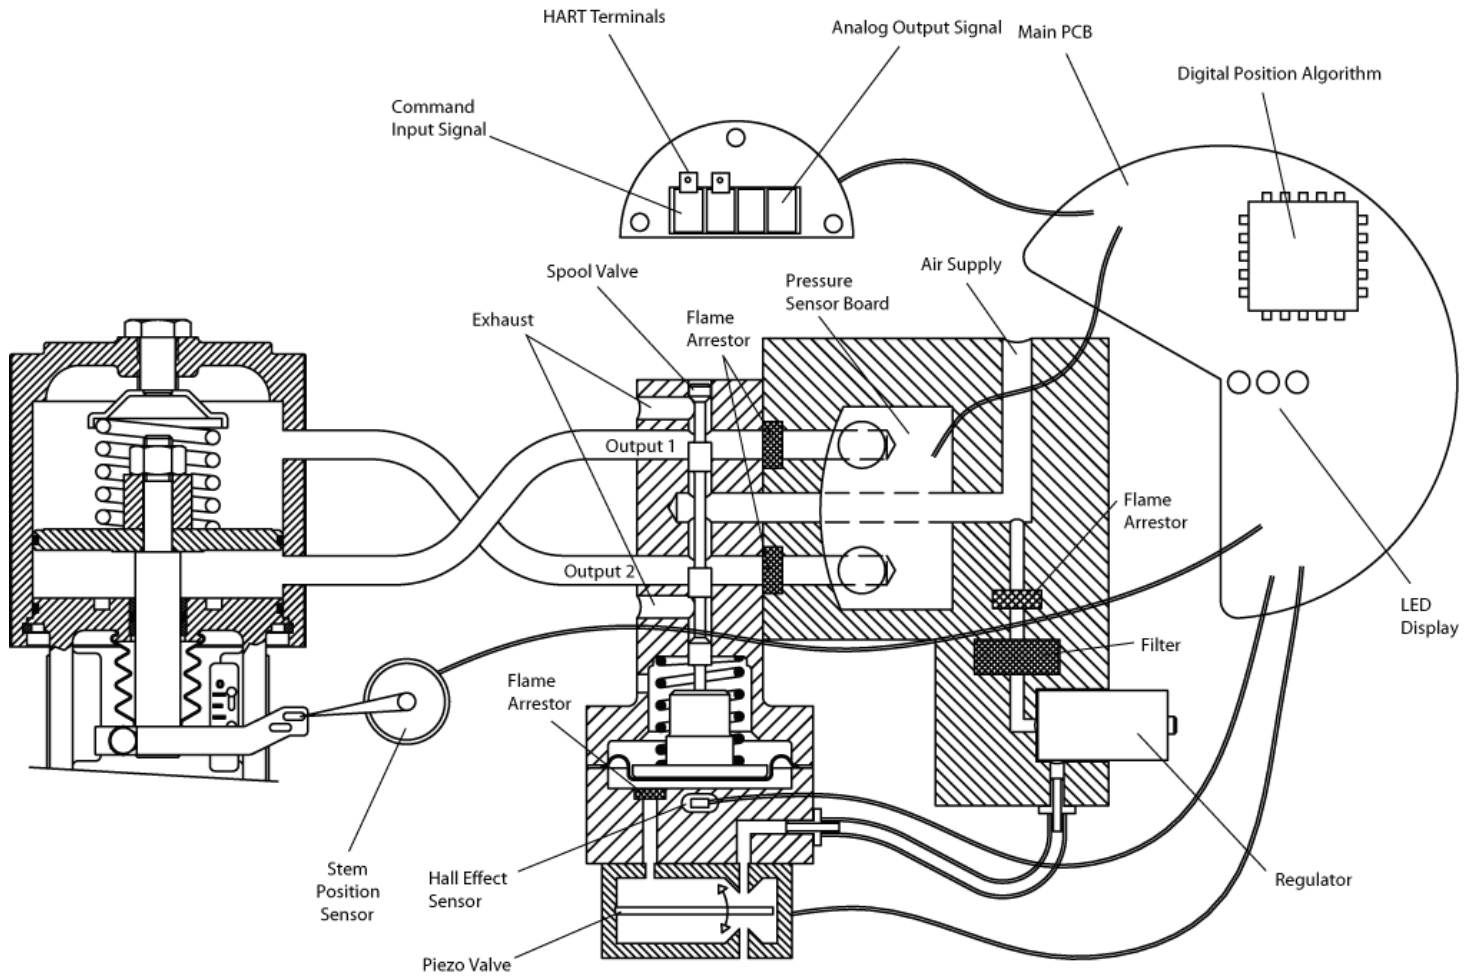 HART Terminals
Analog Output Signal
Main PCB
Digital Position Algorithm
Command
Input Signal
Spool Valve
Air Supply
Pressure
Sensor Board
Exhaust
Flame
Arrestor
Output 1
Flame
Arrestor
Output 2
LED
Display
Filter
Flame
Arrestor
Stem
Position
Sensor
Hall Effect
Sensor
Regulator
Piezo Valve